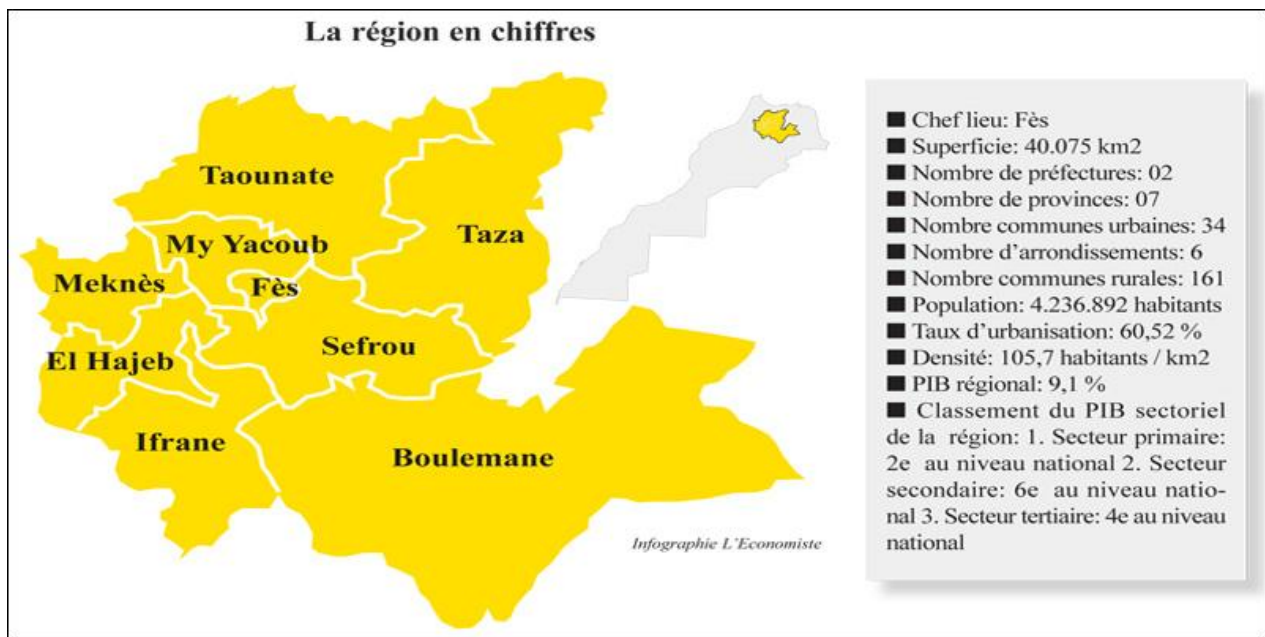 La région en chiffres
Taounate
My Yacoub
Taza
Meknès
Fès
El Hajeb
Sefrou
Ifrane
Boulemane
Infographie L'Economiste
■ Chef lieu: Fès
■ Superficie: 40.075 km2
■ Nombre de préfectures: 02
■ Nombre de provinces: 07
■ Nombre communes urbaines: 34
■ Nombre d'arrondissements: 6
■ Nombre communes rurales: 161
■ Population: 4.236.892 habitants
■ Taux d'urbanisation: 60,52 %
■ Densité: 105,7 habitants / km2
■ PIB régional: 9,1 %
■ Classement du PIB sectoriel
de la région: 1. Secteur primaire:
2e au niveau national 2. Secteur
secondaire: 6e au niveau natio-
nal 3. Secteur tertiaire: 4e au niveau
national